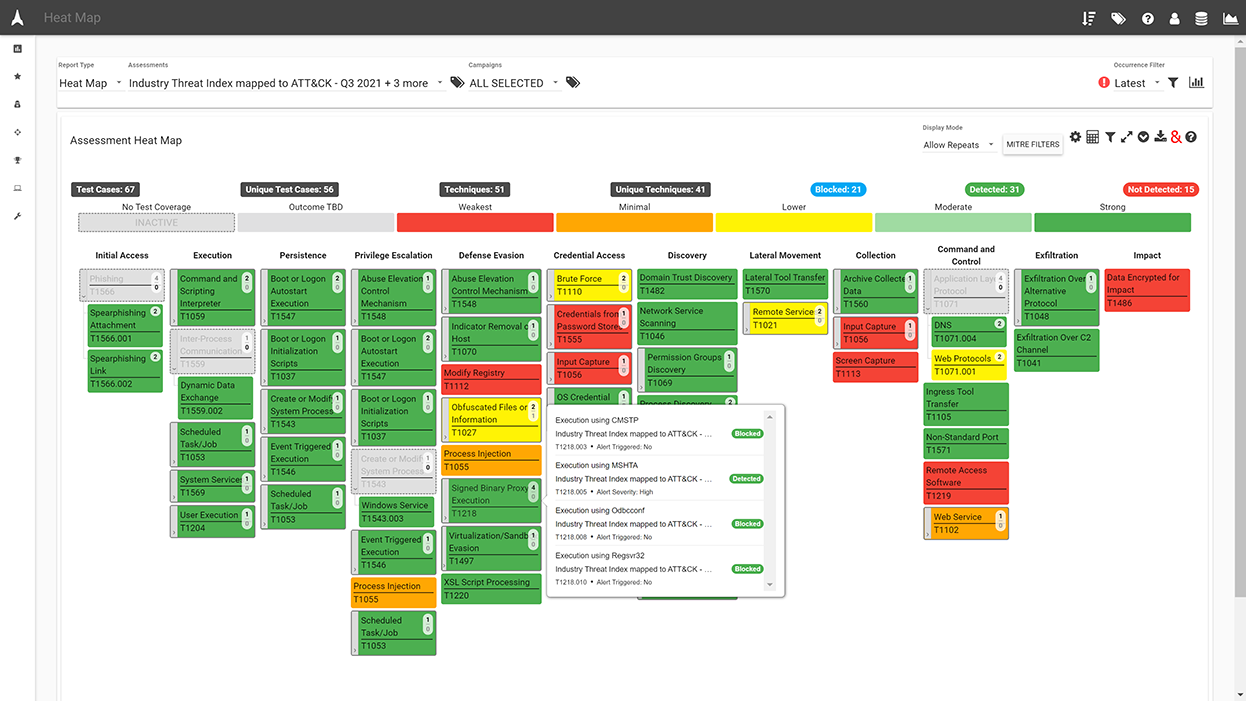 Heat Map
Report Type
Assessments
Campaigns
Occurrence Filter
Heat Map
Industry Threat Index mapped to ATT&CK - Q3 2021 + 3 more
ALL SELECTED
Latest
Assessment Heat Map
Display Mode
Allow Repeats
MITRE FILTERS
&
Test Cases: 67
Unique Test Cases: 56
Techniques: 51
Unique Techniques: 41
Blocked: 21
Detected: 31
Not Detected: 15
No Test Coverage
Outcome TBD
Weakest
Minimal
Lower
Moderate
Strong
INACTIVE
Initial Access
Phishing
4
0
T1566
Spearphishing
2
Attachment
T1566.001
Spearphishing
2
Link
T1566.002
Execution
Command and
2
0
Scripting
Interpreter
T1059
Inter-Process
1
0
Communication
T1559
Dynamic Data
Exchange
T1559.002
Scheduled
1
0
Task/Job
T1053
System Services
1
0
T1569
User Execution
1
0
T1204
Persistence
Boot or Logon
2
0
Autostart
Execution
T1547
Boot or Logon
1
0
Initialization
Scripts
T1037
Create or Modify
1
0
System Process
T1543
Event Triggered
1
0
Execution
T1546
Scheduled
1
0
Task/Job
T1053
Privilege Escalation
Abuse Elevation
1
0
Control
Mechanism
T1548
Boot or Logon
2
0
Autostart
Execution
T1547
Boot or Logon
1
0
Initialization
Scripts
T1037
Create or Modify
1
0
System Process
T1543
Windows Service
T1543.003
Event Triggered
1
0
Execution
T1546
Process Injection
T1055
Scheduled
1
0
Task/Job
T1053
Defense Evasion
Abuse Elevation
1
0
Control Mechanism
T1548
Indicator Removal o
1
0
Host
T1070
Modify Registry
T1112
Obfuscated Files or
2
1
Information
T1027
Process Injection
T1055
Signed Binary Proxy
4
0
Execution
T1218
Virtualization/Sandb
1
0
Evasion
T1497
XSL Script Processing
T1220
Credential Access
Brute Force
2
0
T1110
Credentials from
1
0
Password Store
T1555
Input Capture
1
0
T1056
OS Credential
1
Discovery
Domain Trust Discovery
T1482
Network Service
Scanning
T1046
Permission Groups
1
0
Discovery
T1069
Process Discovery
2
Lateral Movement
Lateral Tool Transfer
T1570
Remote Service
2
0
T1021
Collection
Archive Collecte
1
0
Data
T1560
Input Capture
1
0
T1056
Screen Capture
T1113
Command and
Control
Application Laye
4
0
Protocol
T1071
DNS
2
T1071.004
Web Protocols
2
T1071.001
Ingress Tool
Transfer
T1105
Non-Standard Port
T1571
Remote Access
Software
T1219
Web Service
1
0
T1102
Exfiltration
Exfiltration Over
1
0
Alternative
Protocol
T1048
Exfiltration Over C2
Channel
T1041
Impact
Data Encrypted for
Impact
T1486
Execution using CMSTP
Industry Threat Index mapped to ATT&CK - ...
Blocked
T1218.003 • Alert Triggered: No
Execution using MSHTA
Industry Threat Index mapped to ATT&CK - ...
Detected
T1218.005 • Alert Severity: High
Execution using Odbcconf
Industry Threat Index mapped to ATT&CK - ...
Blocked
T1218.008 • Alert Triggered: No
Execution using Regsvr32
Industry Threat Index mapped to ATT&CK - ...
Blocked
T1218.010 • Alert Triggered: No